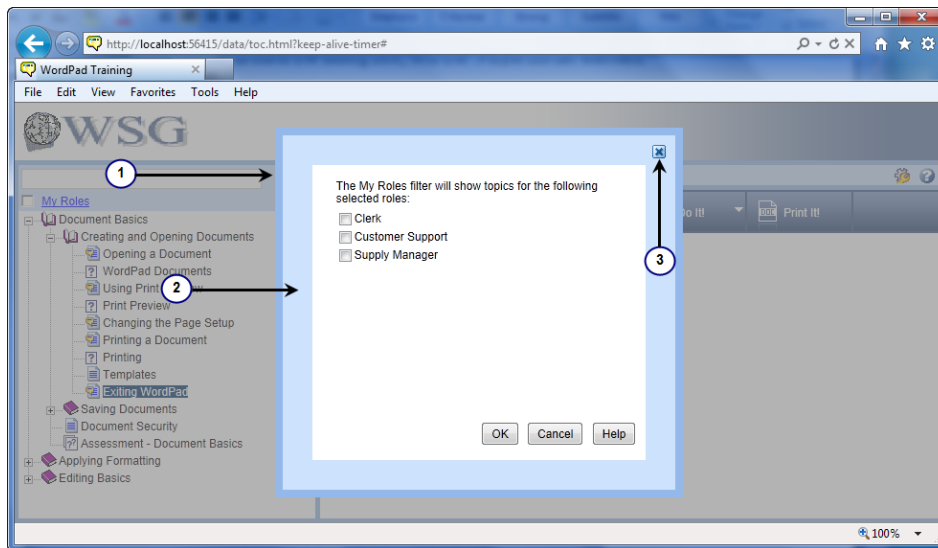 http://localhost:56415/data/toc.html?keep-alive-timer#
WordPad Training
File Edit View Favorites Tools Help
WSG
1
My Roles
Document Basics
Creating and Opening Documents
Opening a Document
WordPad Documents
Using Print
2
Print Preview
Changing the Page Setup
Printing a Document
Printing
Templates
Exiting WordPad
Saving Documents
Document Security
Assessment - Document Basics
Applying Formatting
Editing Basics
The My Roles filter will show topics for the following
selected roles:
Clerk
Customer Support
Supply Manager
OK Cancel Help
3
It!
Print It!
100%